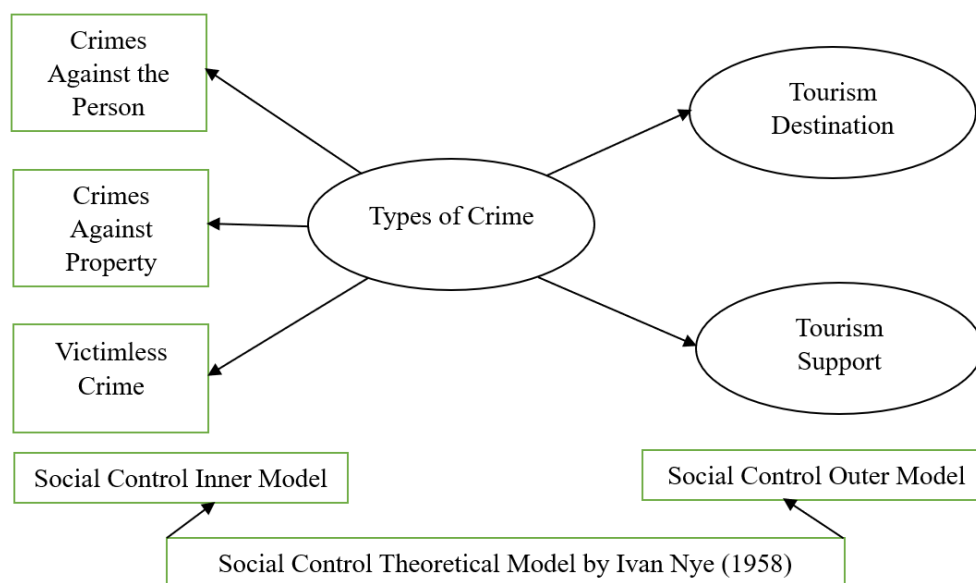 Crimes
Against the
Person
Tourism
Destination
Types of Crime
Crimes
Against
Property
Tourism
Support
Victimless
Crime
Social Control Inner Model
Social Control Outer Model
Social Control Theoretical Model by Ivan Nye (1958)